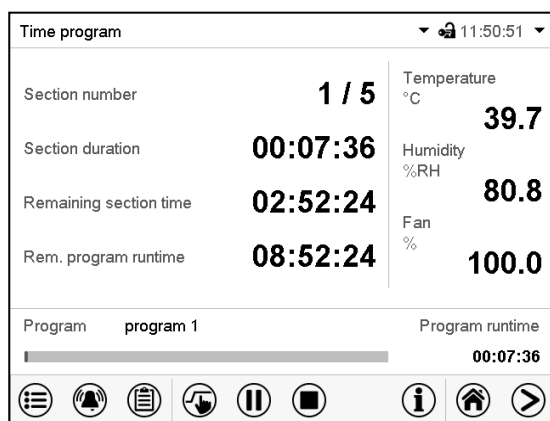 Time program 11:50:51
Section number 1 / 5
Section duration 00:07:36
Remaining section time 02:52:24
Rem. program runtime 08:52:24
Temperature
°C
39.7
Humidity
%RH
80.8
Fan
%
100.0
Program program 1 Program runtime
00:07:36